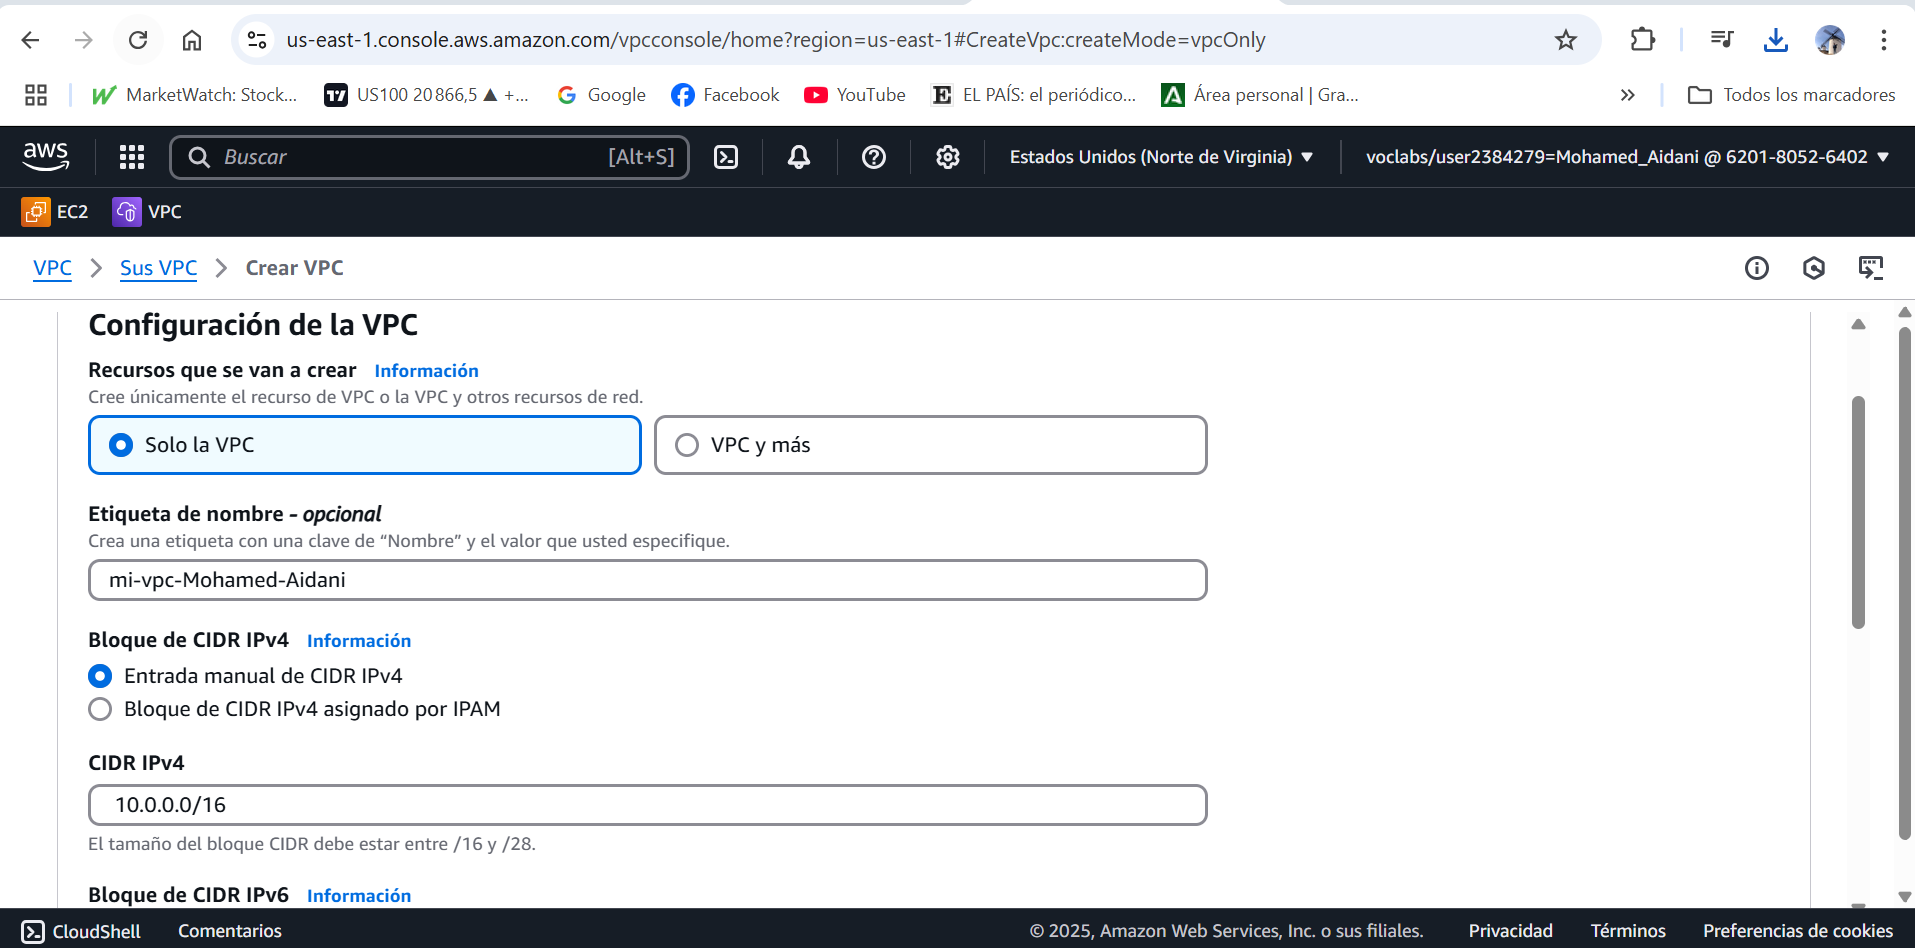 us-east-1.console.aws.amazon.com/vpcconsole/home?region=us-east-1#CreateVpc:createMode=vpcOnly
MarketWatch: Stock... US100 20 866,5 ▲ +... Google Facebook YouTube EL PAÍS: el periódico... Área personal | Gra... » Todos los marcadores
aws Buscar [Alt+S] Estados Unidos (Norte de Virginia) ▼ voclabs/user2384279=Mohamed_Aidani @ 6201-8052-6402 ▼
EC2 VPC
VPC > Sus VPC > Crear VPC
Configuración de la VPC
Recursos que se van a crear Información
Cree únicamente el recurso de VPC o la VPC y otros recursos de red.
Solo la VPC VPC y más
Etiqueta de nombre - opcional
Crea una etiqueta con una clave de “Nombre” y el valor que usted especifique.
mi-vpc-Mohamed-Aidani
Bloque de CIDR IPv4 Información
Entrada manual de CIDR IPv4
Bloque de CIDR IPv4 asignado por IPAM
CIDR IPv4
10.0.0.0/16
El tamaño del bloque CIDR debe estar entre /16 y /28.
Bloque de CIDR IPv6 Información
CloudShell Comentarios © 2025, Amazon Web Services, Inc. o sus filiales. Privacidad Términos Preferencias de cookies